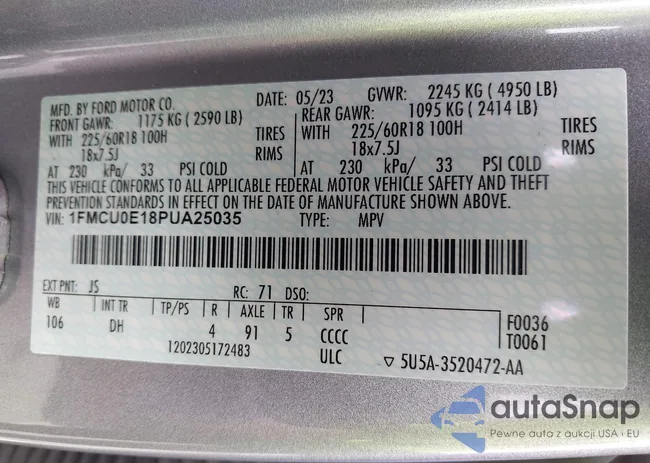 MFD. BY FORD MOTOR CO.
DATE: 05/23 GVWR: 2245 KG ( 4950 LB)
FRONT GAWR: 1175 KG ( 2590 LB)
REAR GAWR: 1095 KG ( 2414 LB)
WITH 225/60R18 100H TIRES
WITH 225/60R18 100H TIRES
18x7.5J RIMS
18x7.5J RIMS
AT 230 kPa/ 33 PSI COLD
AT 230 kPa/ 33 PSI COLD
THIS VEHICLE CONFORMS TO ALL APPLICABLE FEDERAL MOTOR VEHICLE SAFETY AND THEFT
PREVENTION STANDARDS IN EFFECT ON THE DATE OF MANUFACTURE SHOWN ABOVE.
VIN: 1FMCU0E18PUA25035 TYPE: MPV
EXT PNT: JS RC: 71 DSO:
WB INT TR TP/PS R AXLE TR SPR
106 DH 4 91 5 CCCC
F0036
T0061
1202305172483 ULC ▽ 5U5A-3520472-AA
autaSnap
Pewne auta z aukcji USA i EU